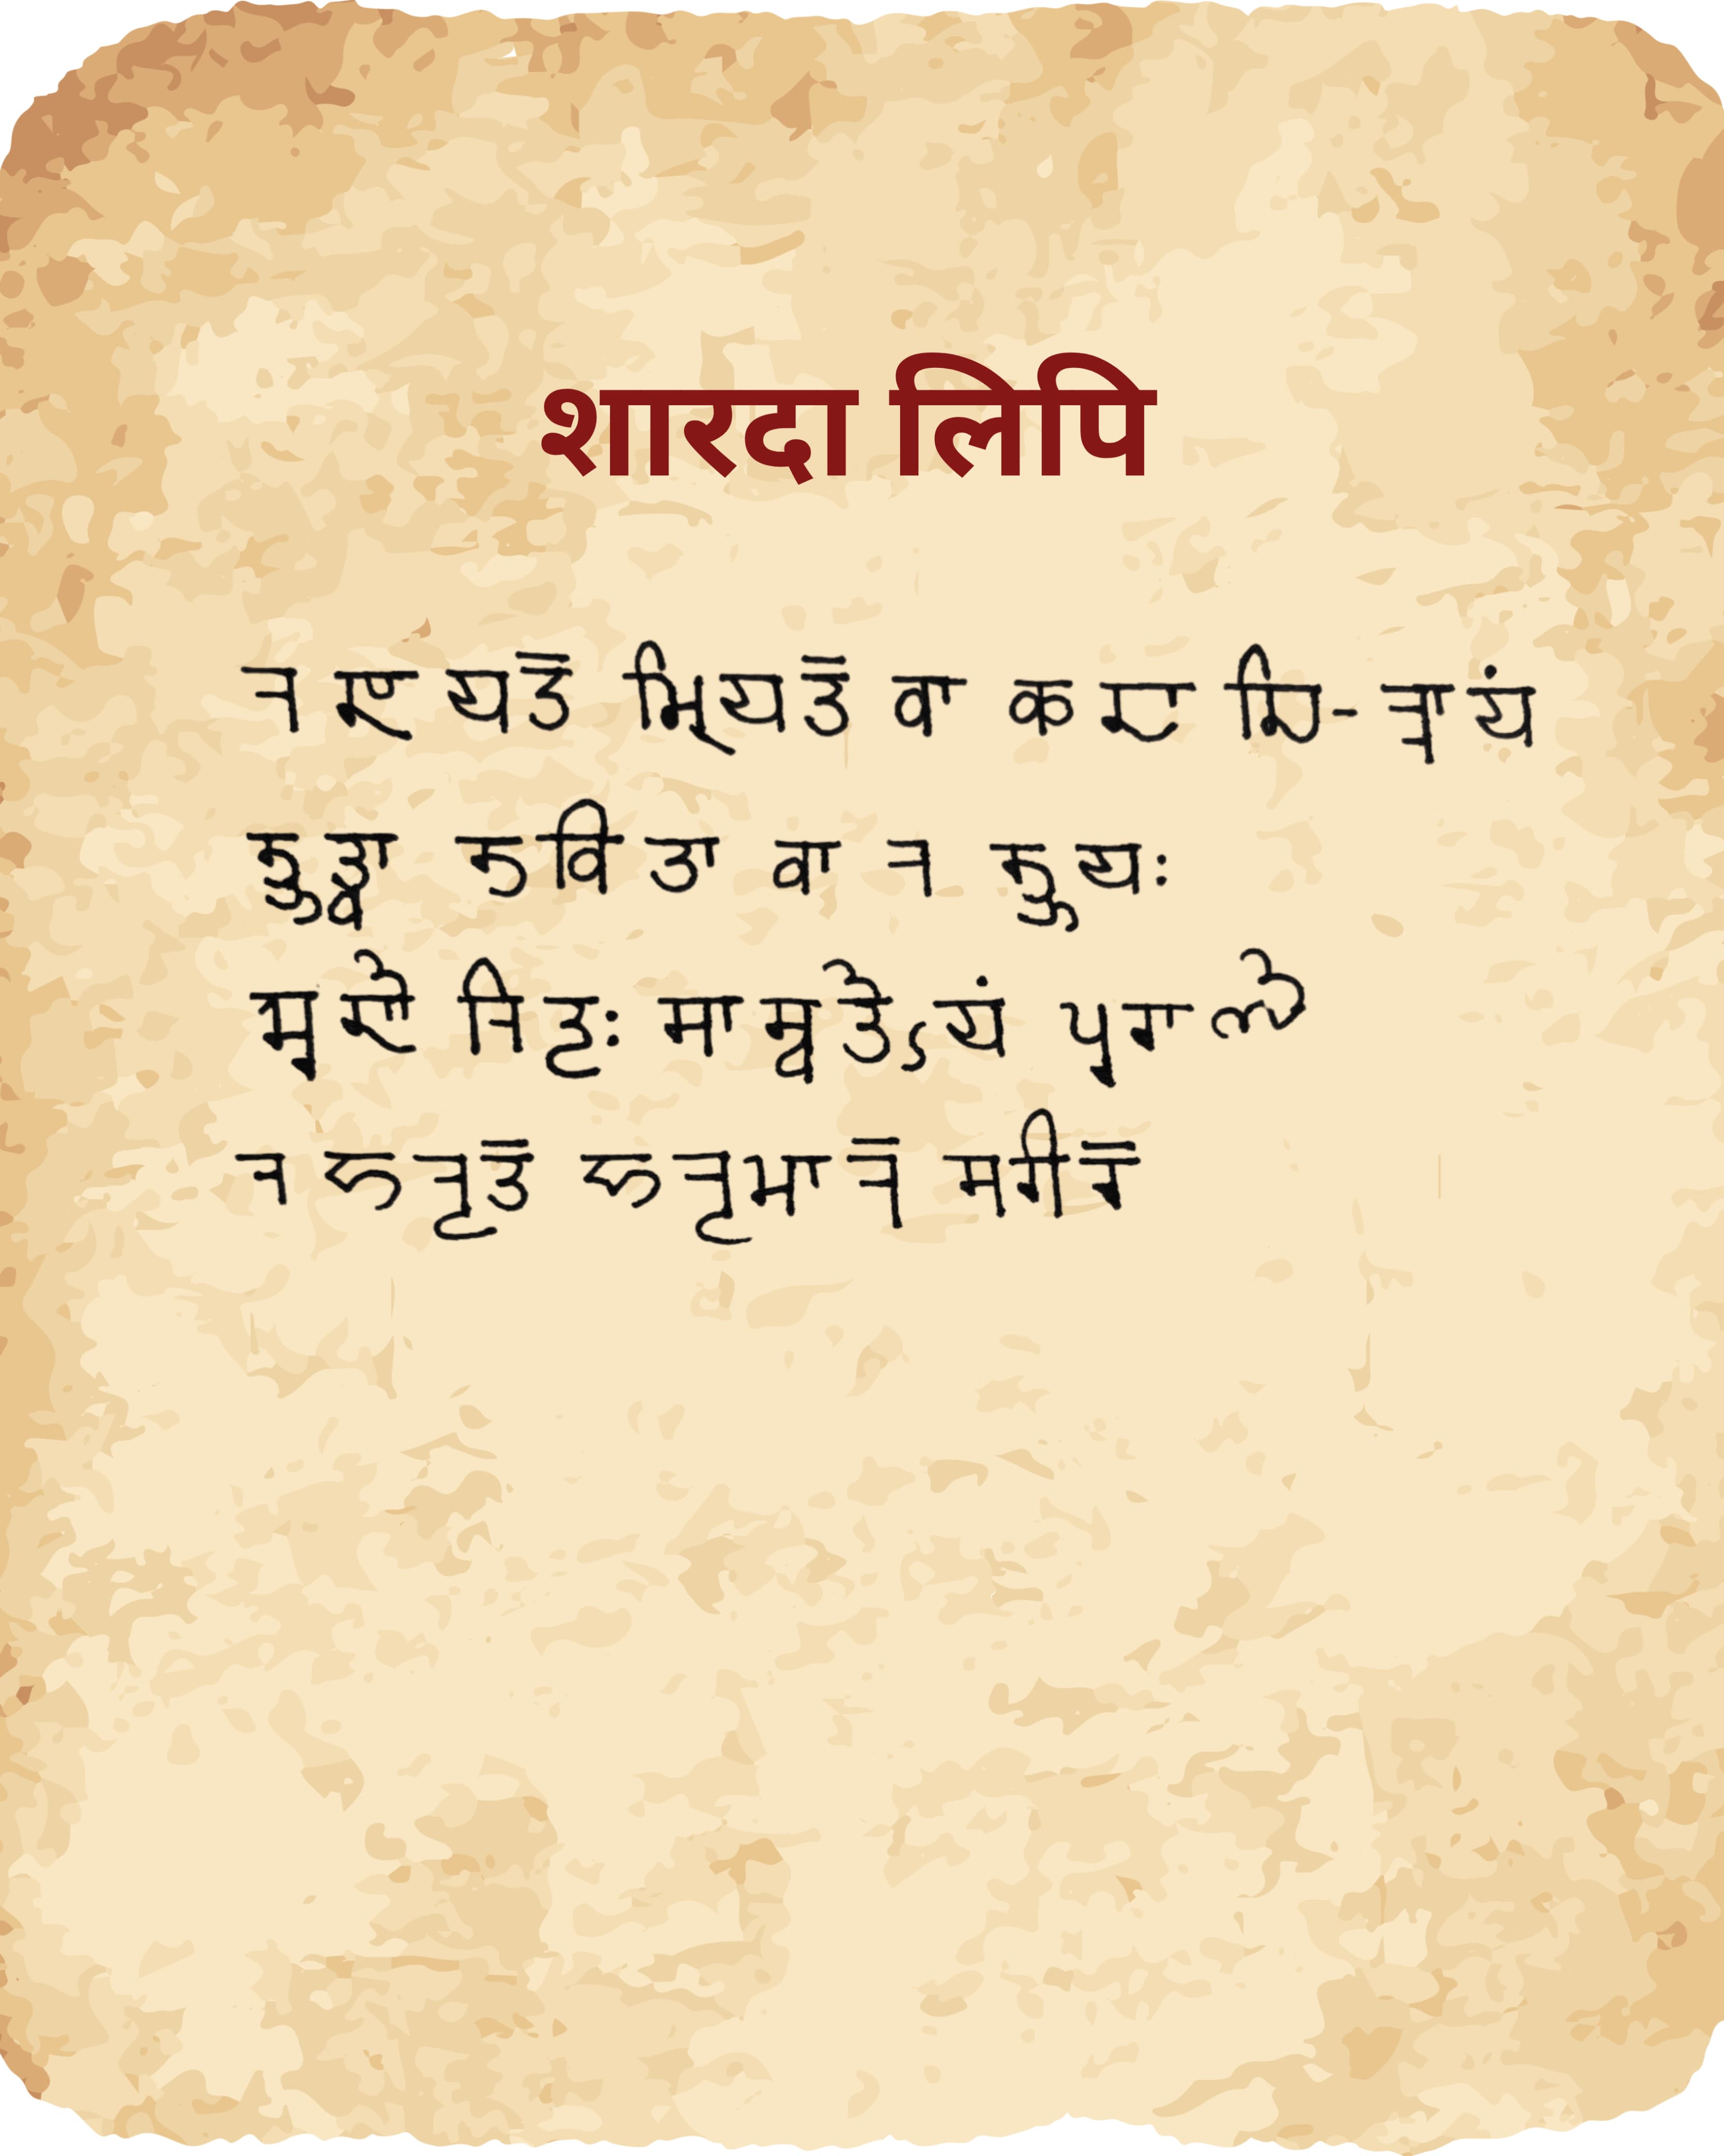 शारदा लिपि
𑆤 𑆘𑆳𑆪𑆠𑆼 𑆩𑇀𑆫𑆴𑆪𑆠𑆼 𑆮𑆳 𑆑𑆢𑆳 𑆖𑆴-𑆤𑇀𑆤𑆳𑆪𑆁
𑆨𑆷𑆠𑇀𑆮𑆳 𑆨𑆮𑆴𑆠𑆳 𑆮𑆳 𑆤 𑆨𑆷𑆪𑆂
𑆃𑆘𑆾 𑆤𑆴𑆠𑇀𑆪𑆂 𑆯𑆳𑆯𑇀𑆮𑆠𑆾𑇁𑆪𑆁 𑆥𑆶𑆫𑆳𑆟𑆾
𑆤 𑆲𑆤𑇀𑆪𑆠𑆼 𑆲𑆤𑇀𑆪𑆩𑆳𑆤𑆼 𑆯𑆫𑆵𑆫𑆼